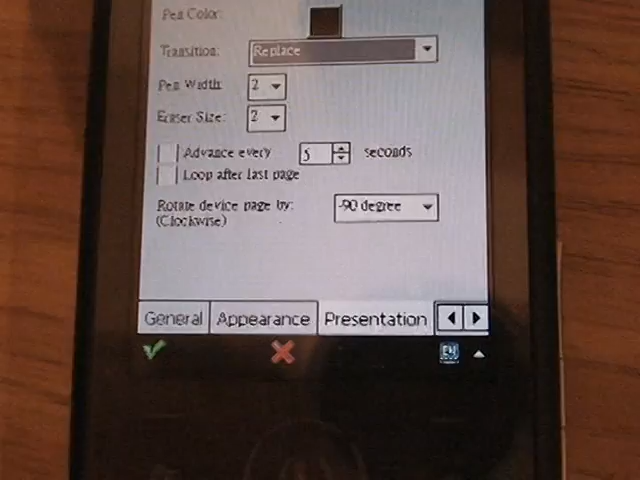 Pen Color:
Transition: Replace
Pen Width: 2
Eraser Size: 2
Advance every 5 seconds
Loop after last page
Rotate device page by: -90 degree
(Clockwise)
General Appearance Presentation
EN